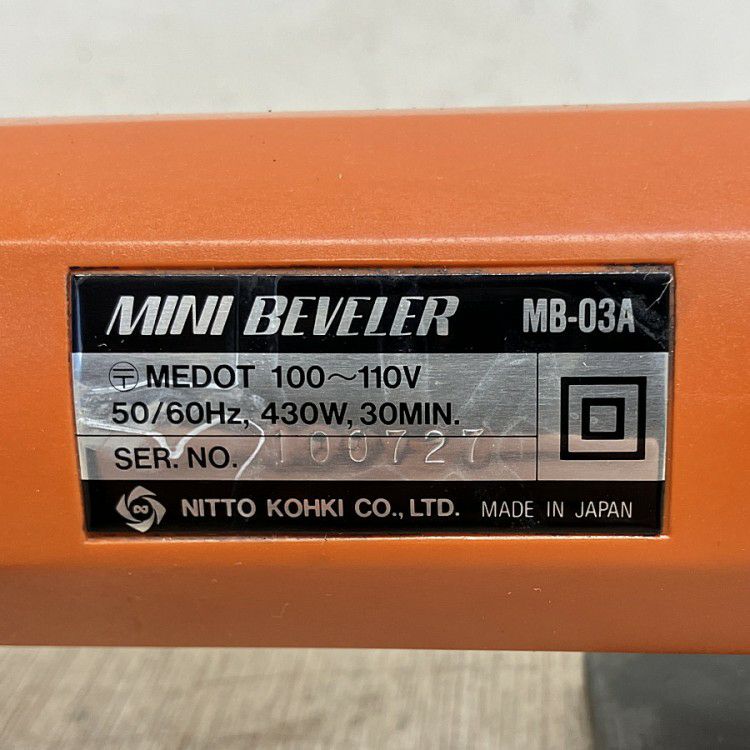 MINI BEVELER MB-03A
〶 MEDOT 100~110V
50/60Hz, 430W, 30MIN.
SER. NO. 100727
NITTO KOHKI CO., LTD. MADE IN JAPAN